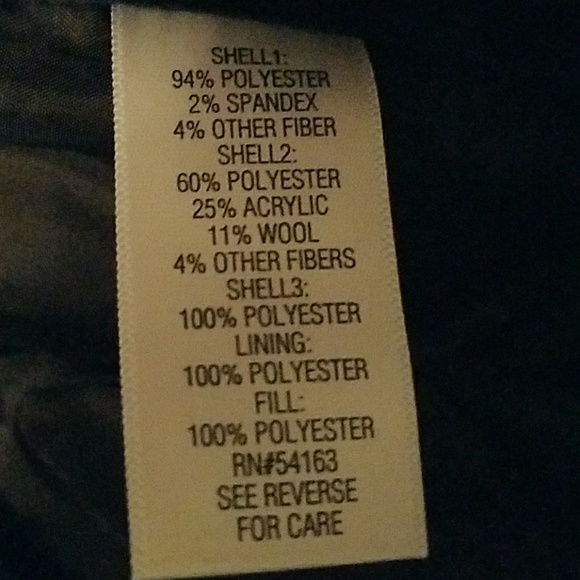 SHELL1:
94% POLYESTER
2% SPANDEX
4% OTHER FIBER
SHELL2:
60% POLYESTER
25% ACRYLIC
11% WOOL
4% OTHER FIBERS
SHELL3:
100% POLYESTER
LINING:
100% POLYESTER
FILL:
100% POLYESTER
RN#54163
SEE REVERSE
FOR CARE